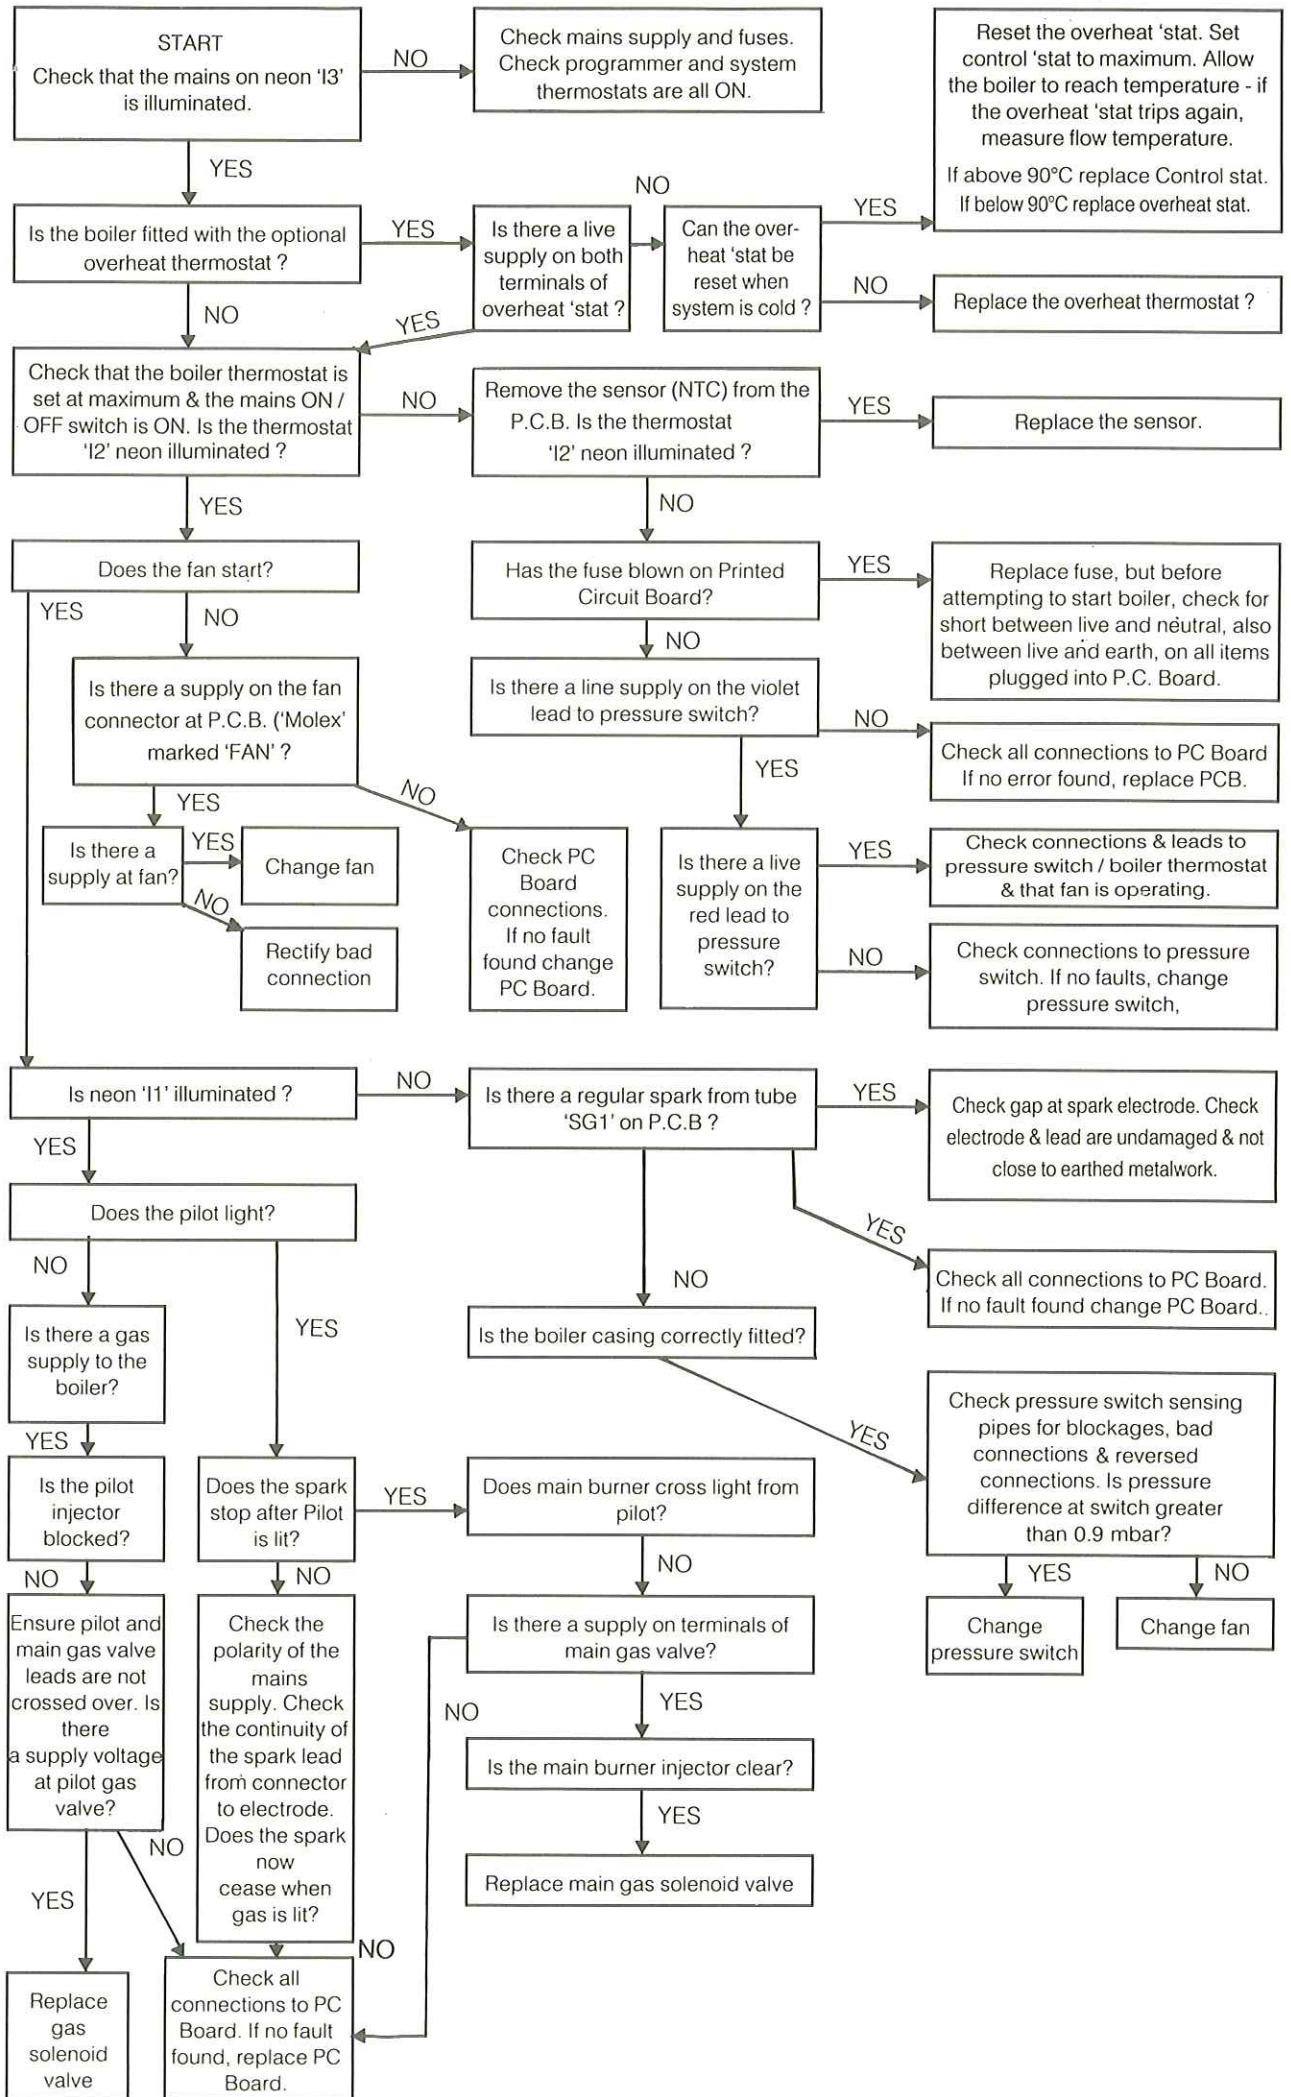 START
Check that the mains on neon ‘I3’
is illuminated.
NO
Check mains supply and fuses.
Check programmer and system
thermostats are all ON.
Reset the overheat ‘stat. Set
control ‘stat to maximum. Allow
the boiler to reach temperature - if
the overheat ‘stat trips again,
measure flow temperature.
If above 90°C replace Control stat.
If below 90°C replace overheat stat.
YES
Is the boiler fitted with the optional
overheat thermostat ?
YES
Is there a live
supply on both
terminals of
overheat ‘stat ?
NO
Can the over-
heat ‘stat be
reset when
system is cold ?
YES
NO
Replace the overheat thermostat ?
NO
YES
Check that the boiler thermostat is
set at maximum & the mains ON /
OFF switch is ON. Is the thermostat
‘I2’ neon illuminated ?
NO
Remove the sensor (NTC) from the
P.C.B. Is the thermostat
‘I2’ neon illuminated ?
YES
Replace the sensor.
YES
NO
Does the fan start?
Has the fuse blown on Printed
Circuit Board?
YES
Replace fuse, but before
attempting to start boiler, check for
short between live and neutral, also
between live and earth, on all items
plugged into P.C. Board.
YES
NO
NO
Is there a supply on the fan
connector at P.C.B. (‘Molex’
marked ‘FAN’ ?
Is there a line supply on the violet
lead to pressure switch?
NO
Check all connections to PC Board
If no error found, replace PCB.
YES
NO
YES
Is there a
supply at fan?
YES
Change fan
NO
Rectify bad
connection
Check PC
Board
connections.
If no fault
found change
PC Board.
Is there a live
supply on the
red lead to
pressure
switch?
YES
Check connections & leads to
pressure switch / boiler thermostat
& that fan is operating.
NO
Check connections to pressure
switch. If no faults, change
pressure switch,
Is neon ‘I1’ illuminated ?
NO
Is there a regular spark from tube
‘SG1’ on P.C.B ?
YES
Check gap at spark electrode. Check
electrode & lead are undamaged & not
close to earthed metalwork.
YES
Does the pilot light?
YES
Check all connections to PC Board.
If no fault found change PC Board..
NO
YES
NO
Is the boiler casing correctly fitted?
Is there a gas
supply to the
boiler?
YES
Check pressure switch sensing
pipes for blockages, bad
connections & reversed
connections. Is pressure
difference at switch greater
than 0.9 mbar?
YES
Is the pilot
injector
blocked?
Does the spark
stop after Pilot
is lit?
YES
Does main burner cross light from
pilot?
NO
NO
NO
YES
NO
Change
pressure switch
Change fan
Ensure pilot and
main gas valve
leads are not
crossed over. Is
there
a supply voltage
at pilot gas
valve?
Check the
polarity of the
mains
supply. Check
the continuity of
the spark lead
from connector
to electrode.
Does the spark
now
cease when
gas is lit?
Is there a supply on terminals of
main gas valve?
NO
YES
Is the main burner injector clear?
YES
Replace main gas solenoid valve
YES
NO
NO
Replace
gas
solenoid
valve
Check all
connections to PC
Board. If no fault
found, replace PC
Board.